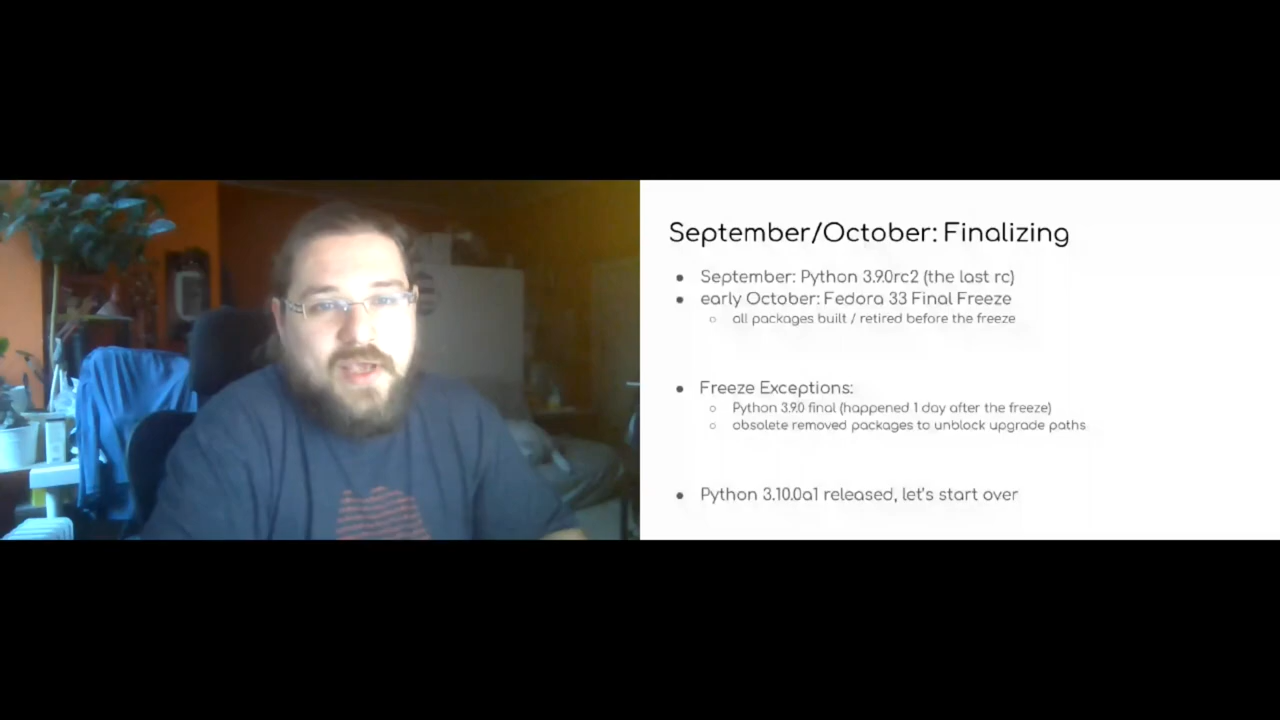 September/October: Finalizing
● September: Python 3.9.0rc2 (the last rc)
● early October: Fedora 33 Final Freeze
○ all packages built / retired before the freeze
● Freeze Exceptions:
○ Python 3.9.0 final (happened 1 day after the freeze)
○ obsolete removed packages to unblock upgrade paths
● Python 3.10.0a1 released, let's start over